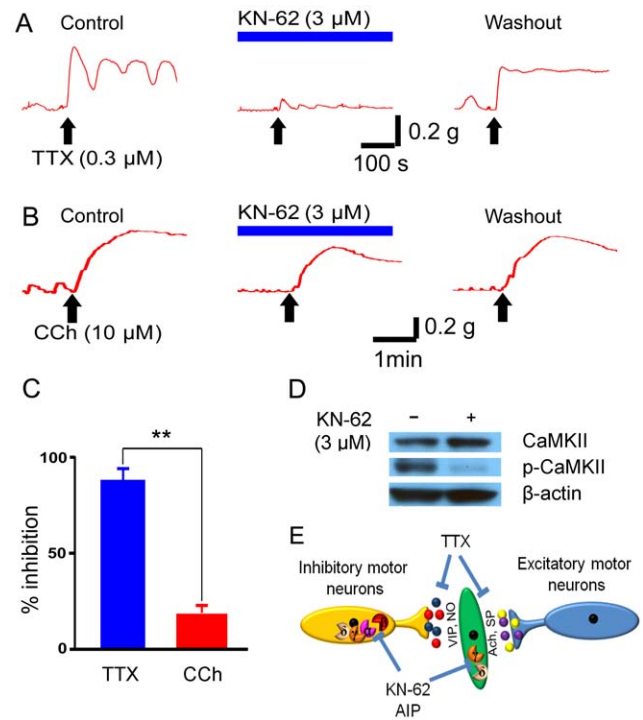 A
Control
KN-62 (3 µM)
Washout
TTX (0.3 µM)
0.2 g
100 s
B
Control
KN-62 (3 µM)
Washout
CCh (10 µM)
0.2 g
1min
C
**
100
50
0
% inhibition
TTX
CCh
D
KN-62
(3 µM)
– +
CaMKII
p-CaMKII
β-actin
E
TTX
Inhibitory motor
neurons
Excitatory motor
neurons
VIP, NO
Ach, SP
KN-62
AIP